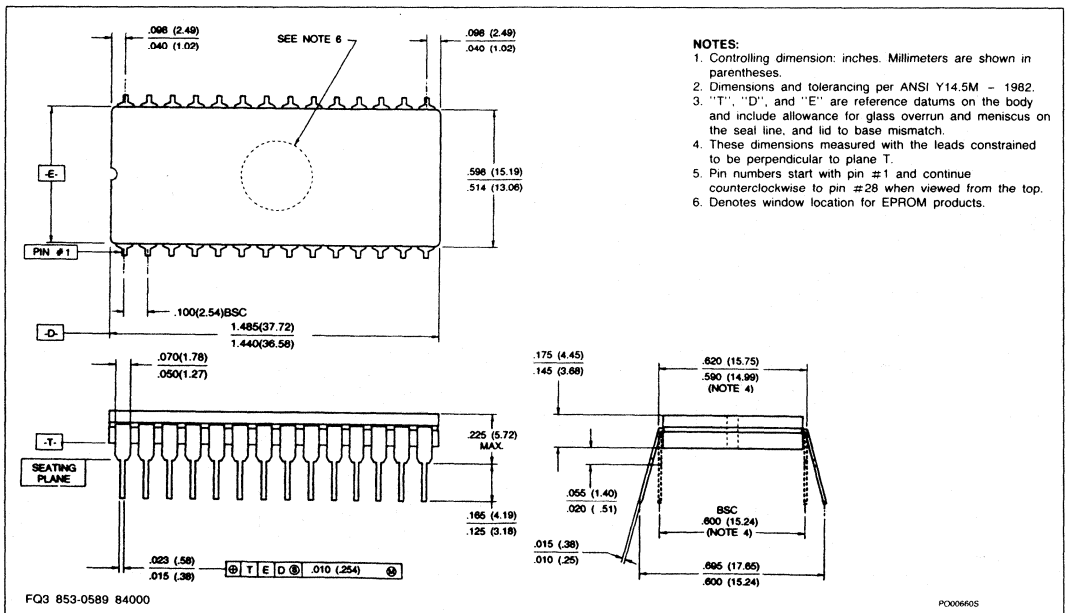 .098 (2.49)
.040 (1.02)
SEE NOTE 6
.098 (2.49)
.040 (1.02)
-E-
.598 (15.19)
.514 (13.06)
PIN #1
.100(2.54)BSC
-D-
1.485(37.72)
1.440(36.58)
NOTES:
1. Controlling dimension: inches. Millimeters are shown in
parentheses.
2. Dimensions and tolerancing per ANSI Y14.5M – 1982.
3. "T", "D", and "E" are reference datums on the body
and include allowance for glass overrun and meniscus on
the seal line, and lid to base mismatch.
4. These dimensions measured with the leads constrained
to be perpendicular to plane T.
5. Pin numbers start with pin #1 and continue
counterclockwise to pin #28 when viewed from the top.
6. Denotes window location for EPROM products.
.070(1.78)
.050(1.27)
-T-
SEATING
PLANE
.225 (5.72)
MAX.
.165 (4.19)
.125 (3.18)
.023 (.58)
.015 (.38)
⊕ T E D Ⓢ .010 (.254) Ⓜ
.175 (4.45)
.145 (3.68)
.620 (15.75)
.590 (14.99)
(NOTE 4)
.055 (1.40)
.020 ( .51)
BSC
.600 (15.24)
(NOTE 4)
.015 (.38)
.010 (.25)
.695 (17.65)
.600 (15.24)
FQ3 853-0589 84000
PO00660S